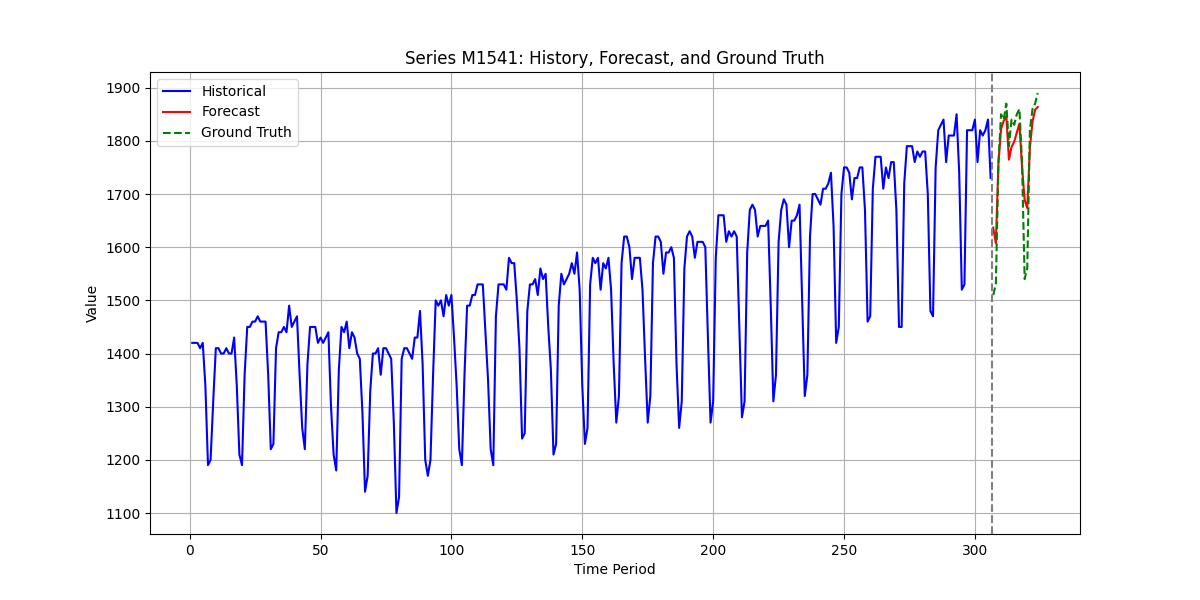 Series M1541: History, Forecast, and Ground Truth
Historical
Forecast
Ground Truth
Value
1900
1800
1700
1600
1500
1400
1300
1200
1100
0 50 100 150 200 250 300
Time Period